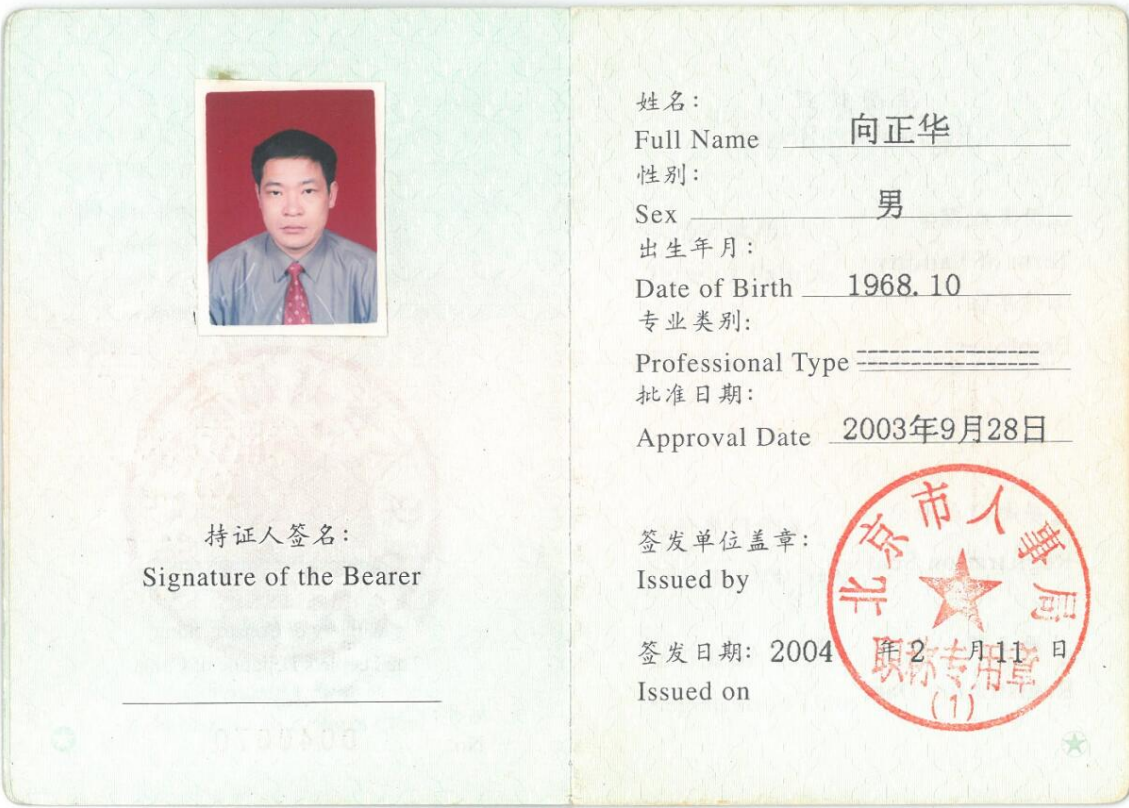 持证人签名:
Signature of the Bearer
姓名:
Full Name 向正华
性别:
Sex 男
出生年月:
Date of Birth 1968.10
专业类别:
Professional Type ================
批准日期:
Approval Date 2003年9月28日
签发单位盖章:
Issued by
北京市人事局
职称专用章
(1)
签发日期: 2004 年 2 月 11 日
Issued on